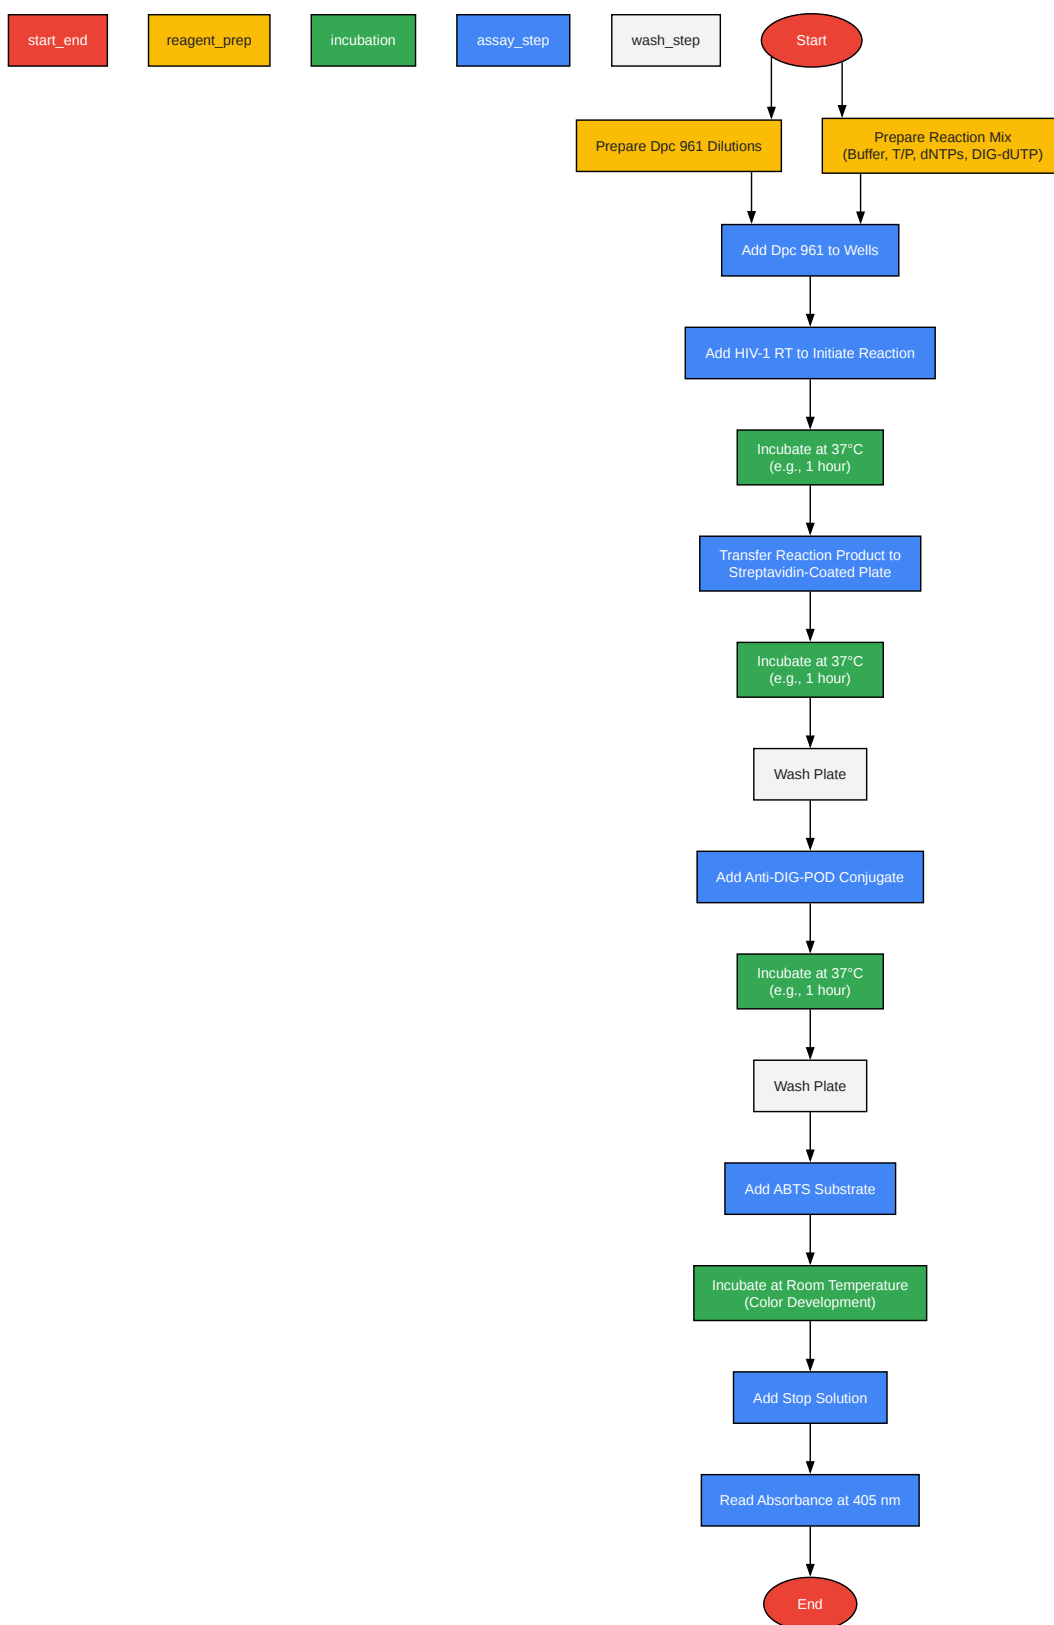 start_end
reagent_prep
incubation
assay_step
wash_step
Start
Prepare Dpc 961 Dilutions
Prepare Reaction Mix
(Buffer, T/P, dNTPs, DIG-dUTP)
Add Dpc 961 to Wells
Add HIV-1 RT to Initiate Reaction
Incubate at 37°C
(e.g., 1 hour)
Transfer Reaction Product to
Streptavidin-Coated Plate
Incubate at 37°C
(e.g., 1 hour)
Wash Plate
Add Anti-DIG-POD Conjugate
Incubate at 37°C
(e.g., 1 hour)
Wash Plate
Add ABTS Substrate
Incubate at Room Temperature
(Color Development)
Add Stop Solution
Read Absorbance at 405 nm
End